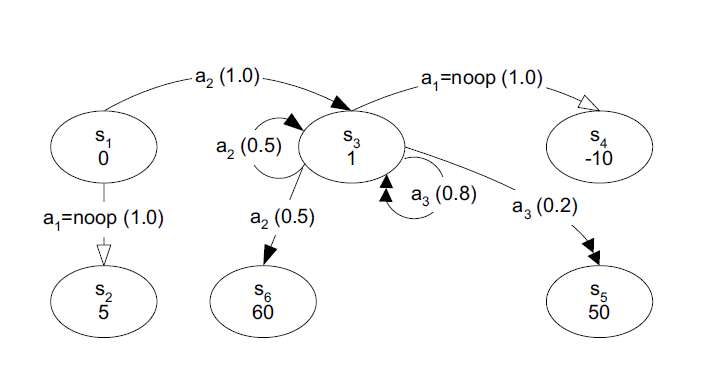 a₂ (1.0)
a₁=noop (1.0)
s₁
0
a₂ (0.5)
s₃
1
s₄
-10
a₃ (0.8)
a₃ (0.2)
a₁=noop (1.0)
a₂ (0.5)
s₂
5
s₆
60
s₅
50